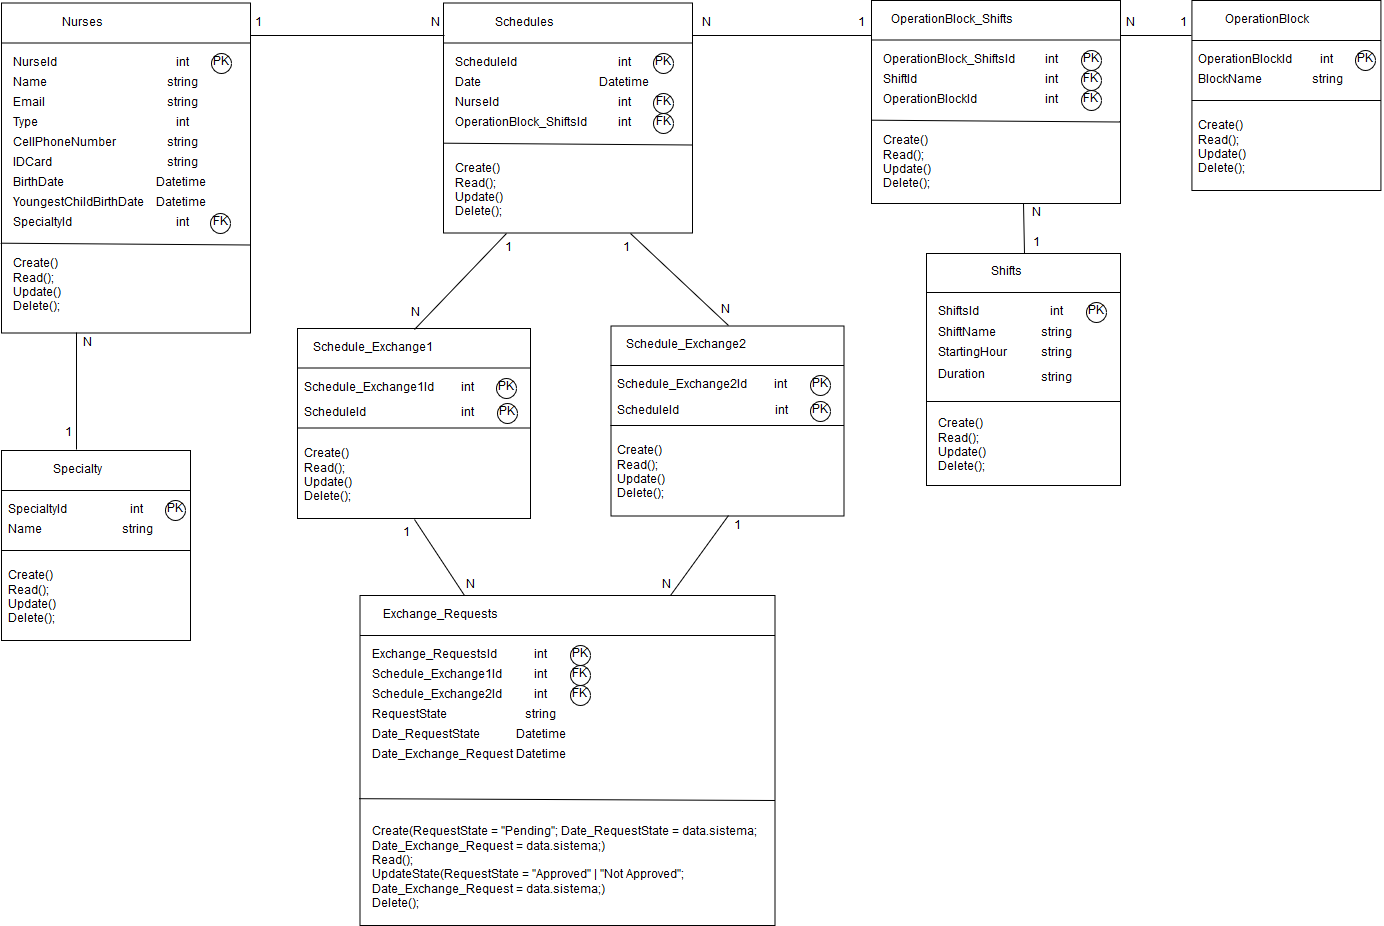 Nurses
NurseId int PK
Name string
Email string
Type int
CellPhoneNumber string
IDCard string
BirthDate Datetime
YoungestChildBirthDate Datetime
SpecialtyId int FK
Create()
Read();
Update()
Delete();
1 N
Schedules
ScheduleId int PK
Date Datetime
NurseId int FK
OperationBlock_ShiftsId int FK
Create()
Read();
Update()
Delete();
N 1
OperationBlock_Shifts
OperationBlock_ShiftsId int PK
ShiftId int FK
OperationBlockId int FK
Create()
Read();
Update()
Delete();
N 1
OperationBlock
OperationBlockId int PK
BlockName string
Create()
Read();
Update()
Delete();
N
1
Shifts
ShiftsId int PK
ShiftName string
StartingHour string
Duration string
Create()
Read();
Update()
Delete();
1 1
N N
Schedule_Exchange1
Schedule_Exchange1Id int PK
ScheduleId int PK
Create()
Read();
Update()
Delete();
Schedule_Exchange2
Schedule_Exchange2Id int PK
ScheduleId int PK
Create()
Read();
Update()
Delete();
N
1
Specialty
SpecialtyId int PK
Name string
Create()
Read();
Update()
Delete();
1 1
N N
Exchange_Requests
Exchange_RequestsId int PK
Schedule_Exchange1Id int FK
Schedule_Exchange2Id int FK
RequestState string
Date_RequestState Datetime
Date_Exchange_Request Datetime
Create(RequestState = "Pending"; Date_RequestState = data.sistema;
Date_Exchange_Request = data.sistema;)
Read();
UpdateState(RequestState = "Approved" | "Not Approved";
Date_Exchange_Request = data.sistema;)
Delete();